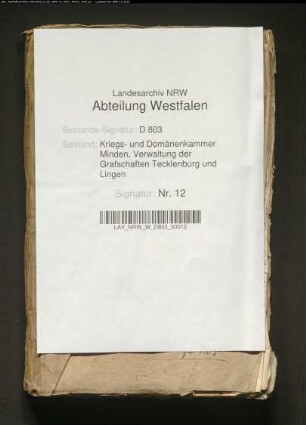 Landesarchiv NRW
Abteilung Westfalen
Bestands-Signatur: D 803
Bestand: Kriegs- und Domänenkammer
Minden, Verwaltung der
Grafschaften Tecklenburg und
Lingen
Signatur: Nr. 12
LAV_NRW_W_D803_00012